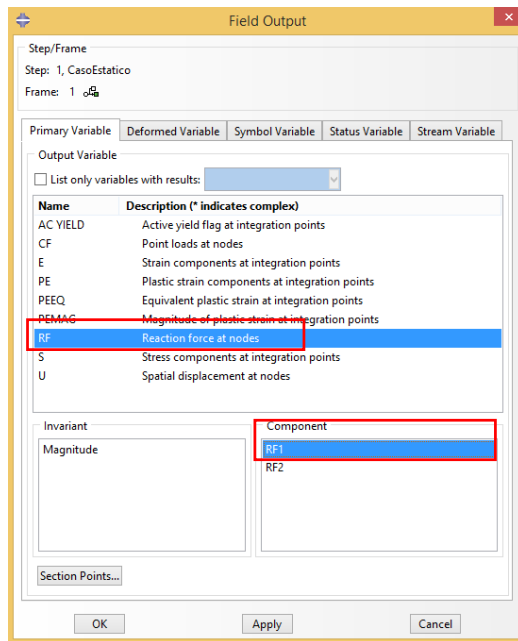 Field Output
Step/Frame
Step: 1, CasoEstatico
Frame: 1
Primary Variable Deformed Variable Symbol Variable Status Variable Stream Variable
Output Variable
List only variables with results:
Name Description (* indicates complex)
AC YIELD Active yield flag at integration points
CF Point loads at nodes
E Strain components at integration points
PE Plastic strain components at integration points
PEEQ Equivalent plastic strain at integration points
PEMAG Magnitude of plastic strain at integration points
RF Reaction force at nodes
S Stress components at integration points
U Spatial displacement at nodes
Invariant Component
Magnitude RF1
RF2
Section Points...
OK Apply Cancel